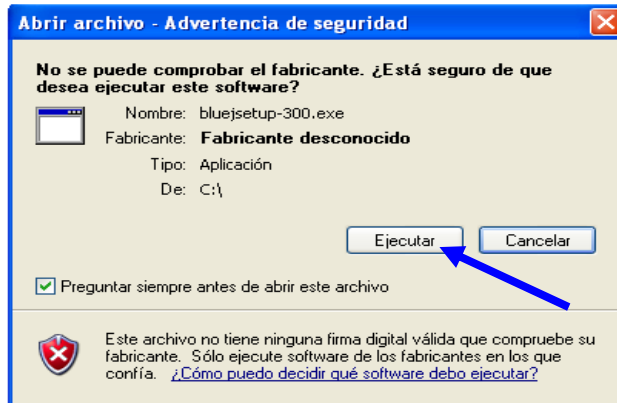 Abrir archivo - Advertencia de seguridad
No se puede comprobar el fabricante. ¿Está seguro de que
desea ejecutar este software?
Nombre: bluejsetup-300.exe
Fabricante: Fabricante desconocido
Tipo: Aplicación
De: C:\
Ejecutar Cancelar
Preguntar siempre antes de abrir este archivo
Este archivo no tiene ninguna firma digital válida que compruebe su
fabricante. Sólo ejecute software de los fabricantes en los que
confía. ¿Cómo puedo decidir qué software debo ejecutar?